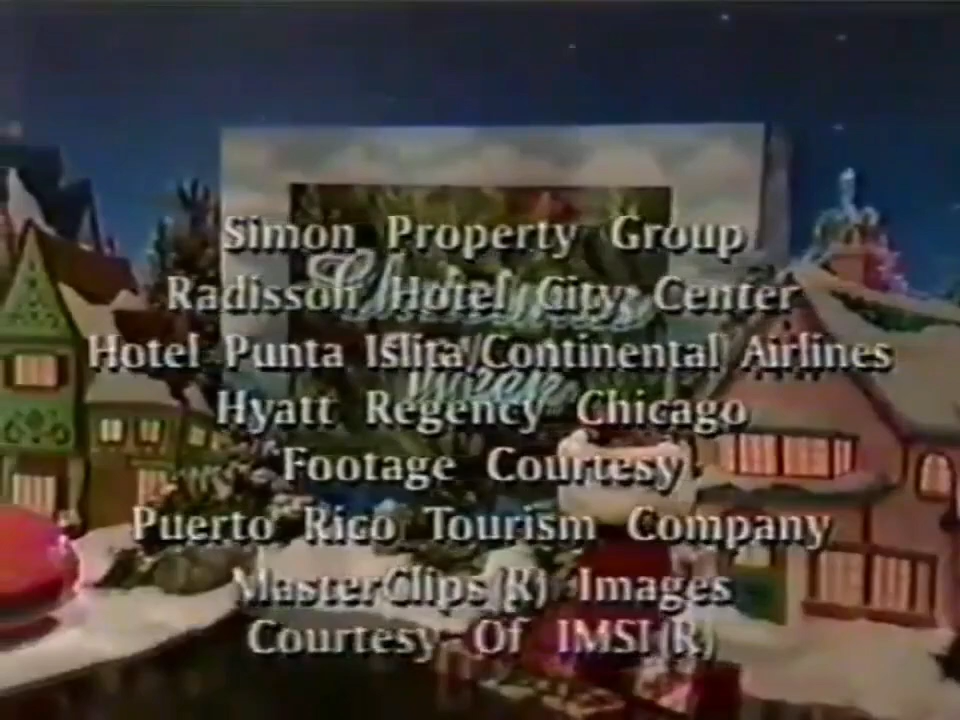 Simon Property Group
Radisson Hotel City Center
Hotel Punta Islita/Continental Airlines
Hyatt Regency Chicago
Footage Courtesy
Puerto Rico Tourism Company
MasterClips(R) Images
Courtesy Of IMSI(R)
Christmas